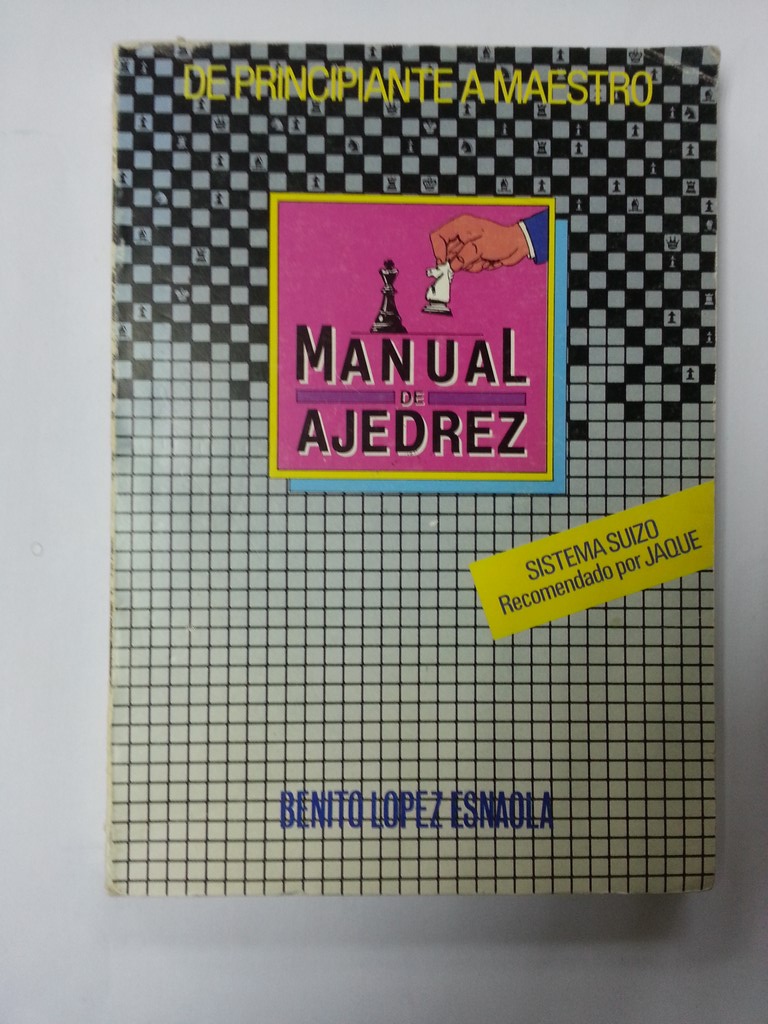 DE PRINCIPIANTE A MAESTRO
MANUAL
DE
AJEDREZ
SISTEMA SUIZO
Recomendado por JAQUE
BENITO LOPEZ ESNAOLA